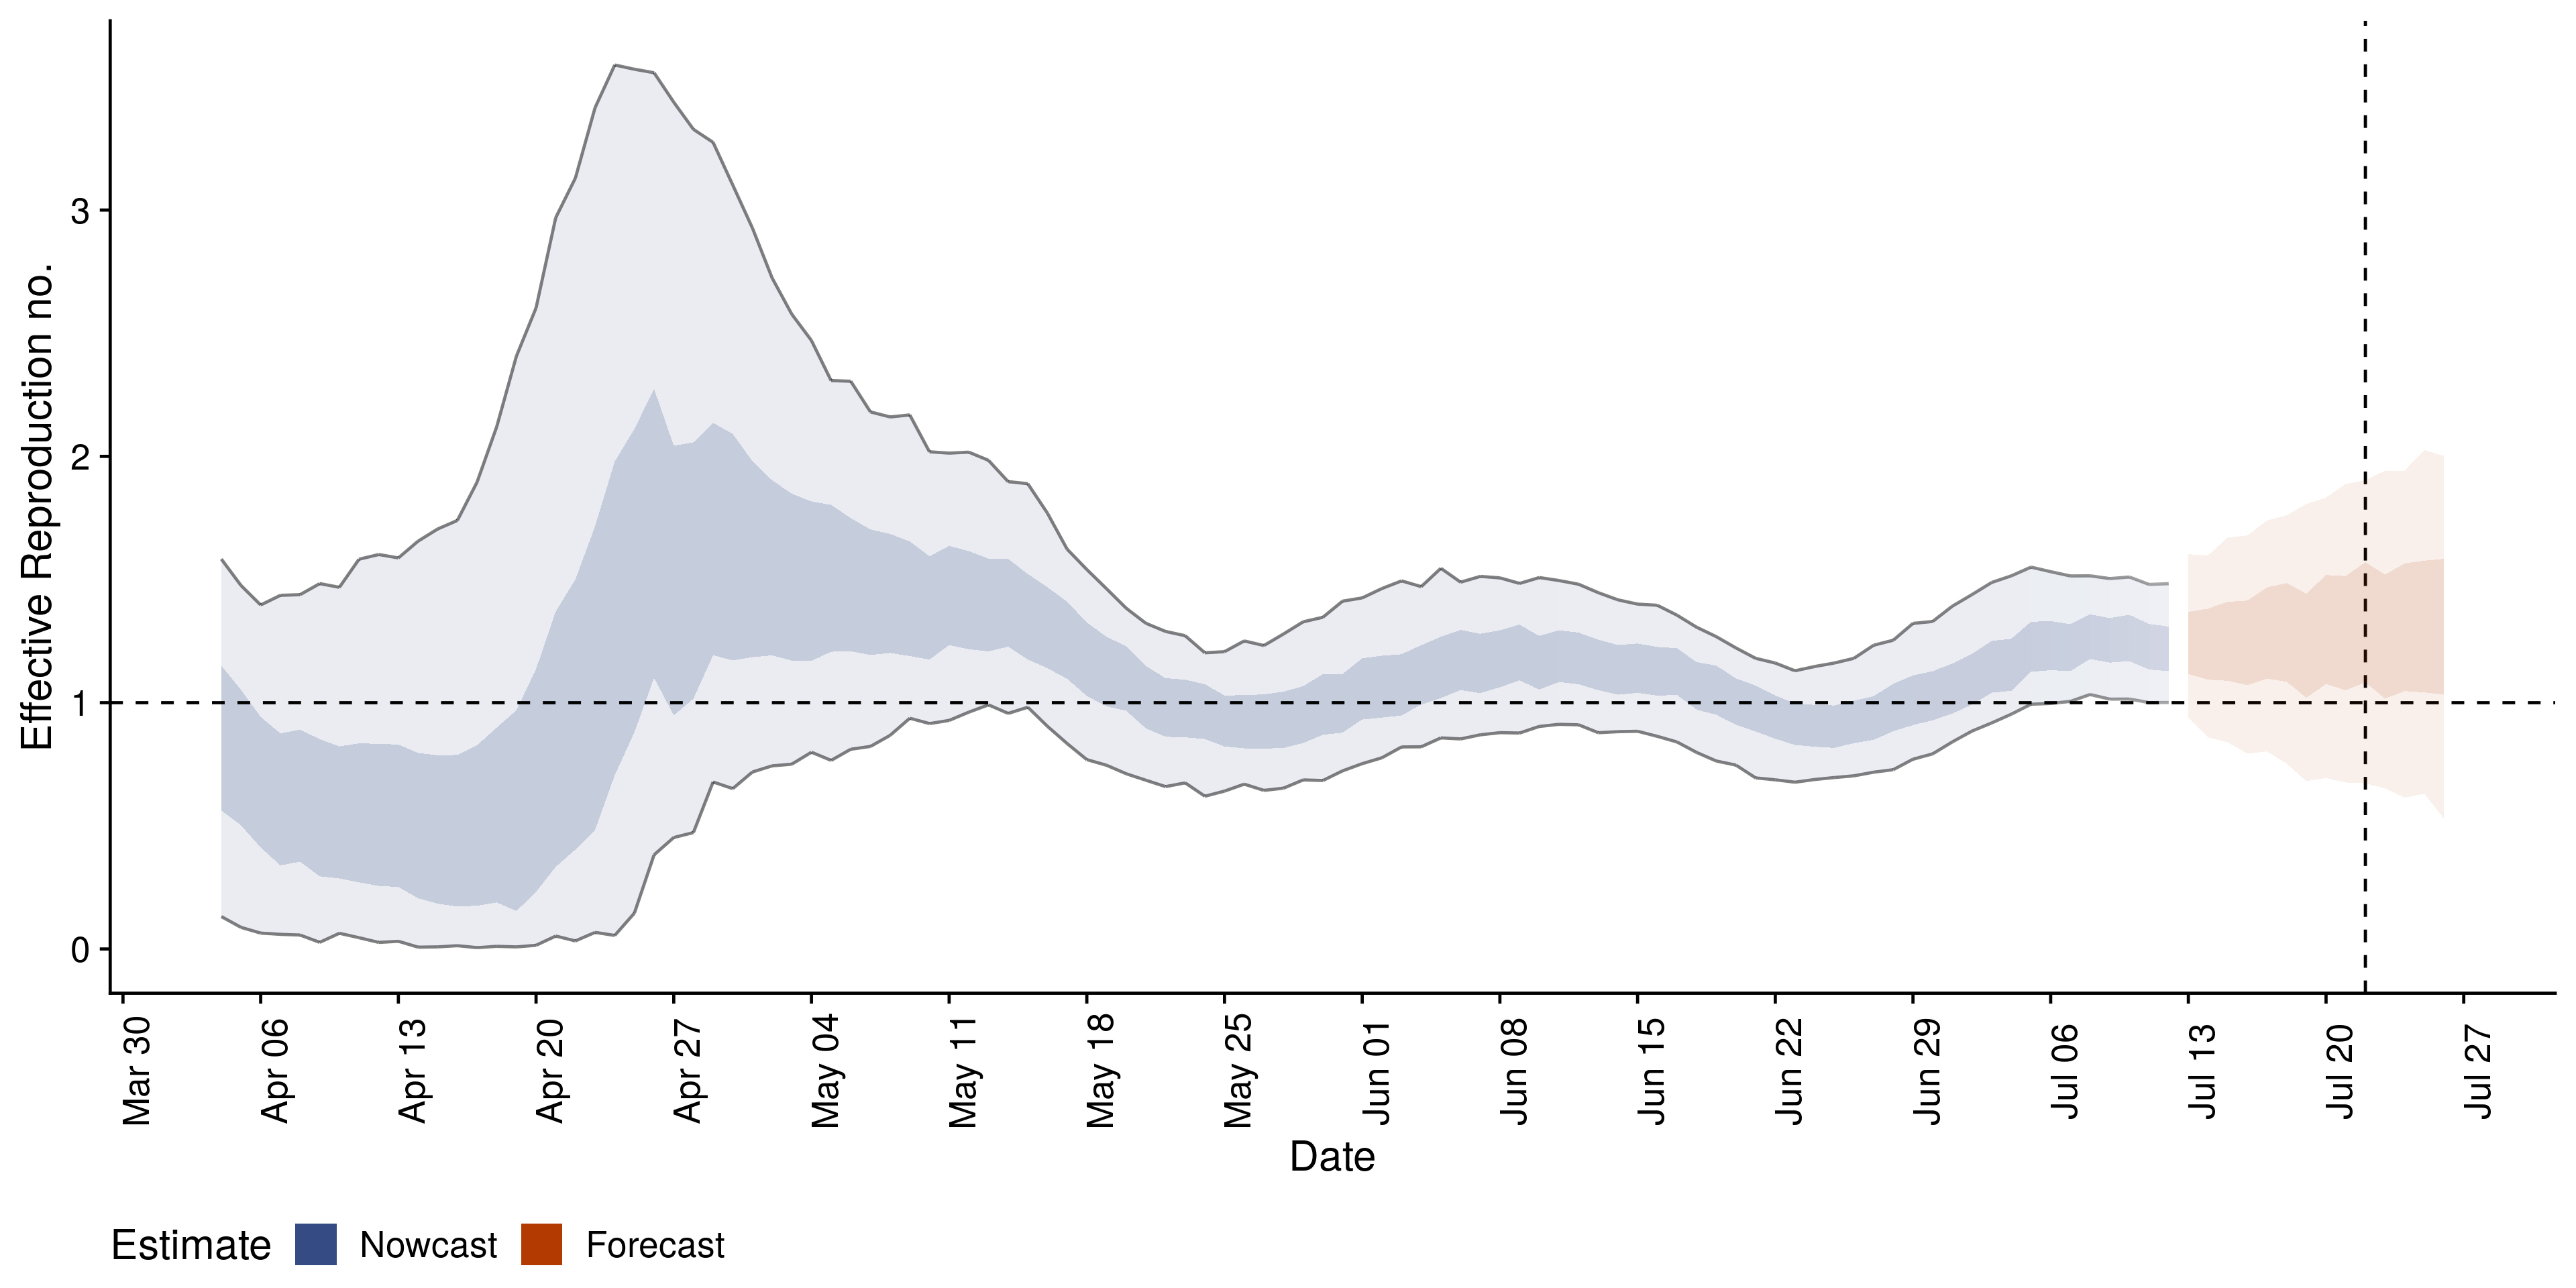 Effective Reproduction no.
3
2
1
0
Mar 30
Apr 06
Apr 13
Apr 20
Apr 27
May 04
May 11
May 18
May 25
Jun 01
Jun 08
Jun 15
Jun 22
Jun 29
Jul 06
Jul 13
Jul 20
Jul 27
Date
Estimate Nowcast Forecast